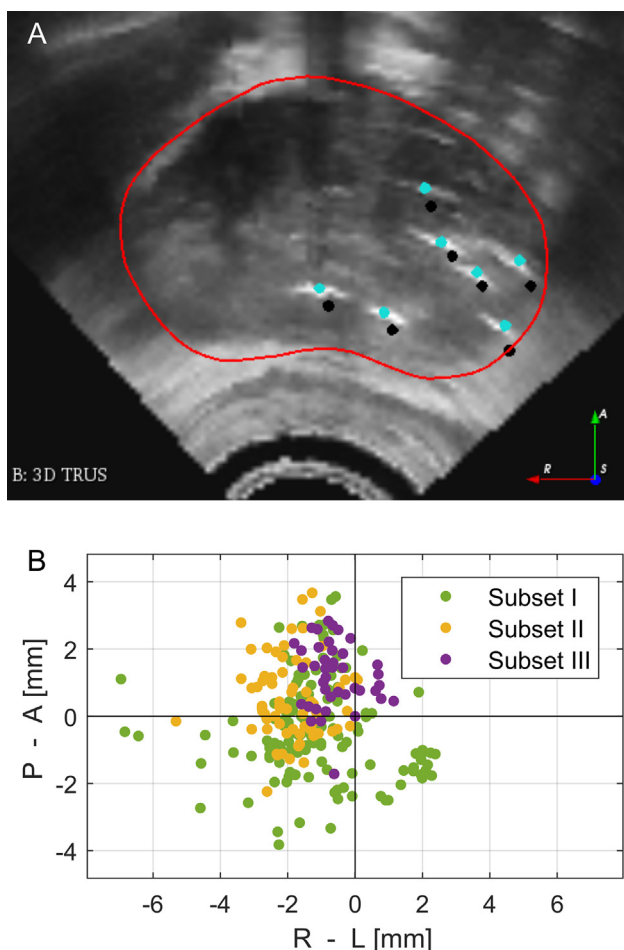 A
A
R
S
B: 3D TRUS
B
Subset I
Subset II
Subset III
4
2
0
-2
-4
P - A [mm]
-6
-4
-2
0
2
4
6
R - L [mm]